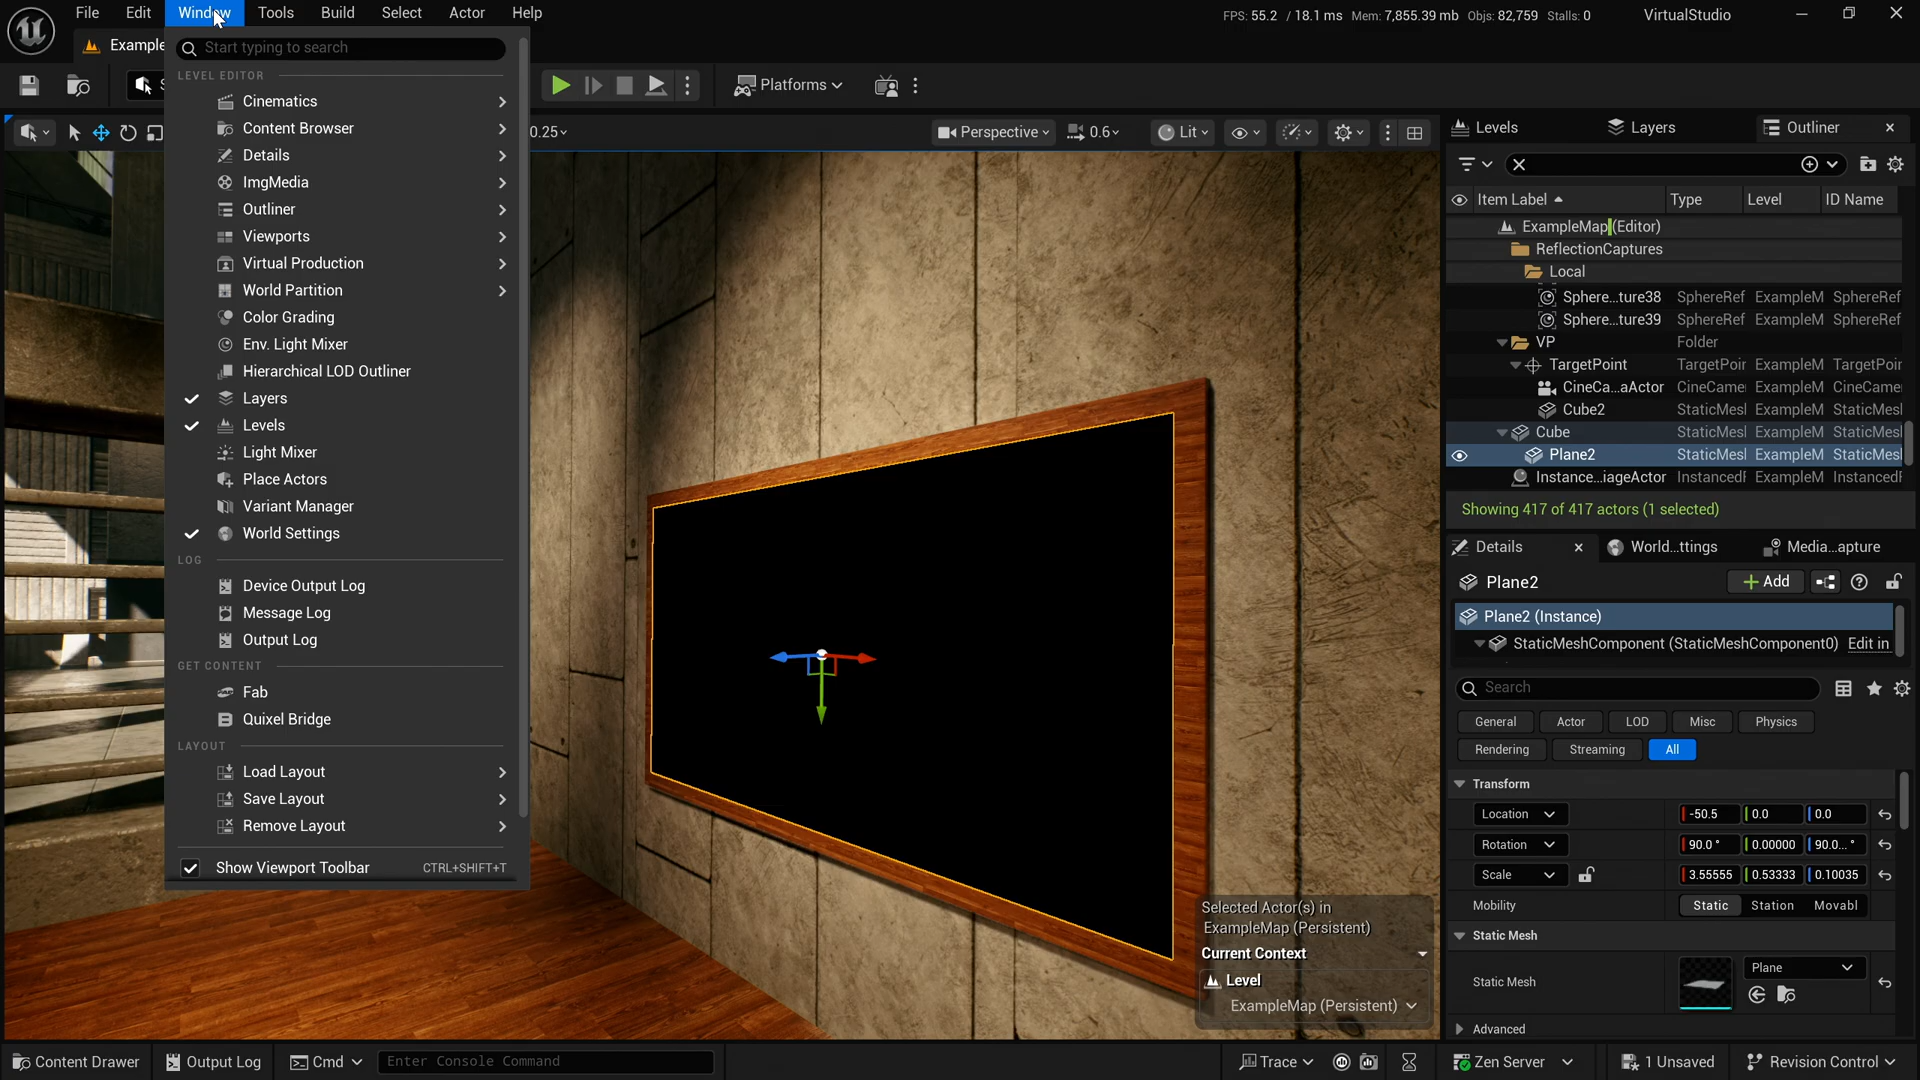 File Edit Window Tools Build Select Actor Help
FPS: 55.2 / 18.1 ms Mem: 7,855.39 mb Objs: 82,759 Stalls: 0
VirtualStudio
Example
Start typing to search
LEVEL EDITOR
Cinematics
Content Browser
Details
ImgMedia
Outliner
Viewports
Virtual Production
World Partition
Color Grading
Env. Light Mixer
Hierarchical LOD Outliner
Layers
Levels
Light Mixer
Place Actors
Variant Manager
World Settings
LOG
Device Output Log
Message Log
Output Log
GET CONTENT
Fab
Quixel Bridge
LAYOUT
Load Layout
Save Layout
Remove Layout
Show Viewport Toolbar CTRL+SHIFT+T
Platforms
0.25 Perspective 0.6 Lit
Selected Actor(s) in
ExampleMap (Persistent)
Current Context
Level
ExampleMap (Persistent)
Levels Layers Outliner
Item Label Type Level ID Name
ExampleMap (Editor)
ReflectionCaptures
Local
Sphere...ture38 SphereRef ExampleM SphereRef
Sphere...ture39 SphereRef ExampleM SphereRef
VP Folder
TargetPoint TargetPoir ExampleM TargetPoir
CineCa...aActor CineCame ExampleM CineCame
Cube2 StaticMesl ExampleM StaticMesl
Cube StaticMesl ExampleM StaticMesl
Plane2 StaticMesl ExampleM StaticMesl
Instance...iageActor InstancedF ExampleM InstancedF
Showing 417 of 417 actors (1 selected)
Details World...ttings Media...apture
Plane2 Add
Plane2 (Instance)
StaticMeshComponent (StaticMeshComponent0) Edit in
Search
General Actor LOD Misc Physics
Rendering Streaming All
Transform
Location -50.5 0.0 0.0
Rotation 90.0 ° 0.00000 90.0... °
Scale 3.55555 0.53333 0.10035
Mobility Static Station Movabl
Static Mesh
Static Mesh Plane
Advanced
Content Drawer Output Log Cmd Enter Console Command Trace Zen Server 1 Unsaved Revision Control